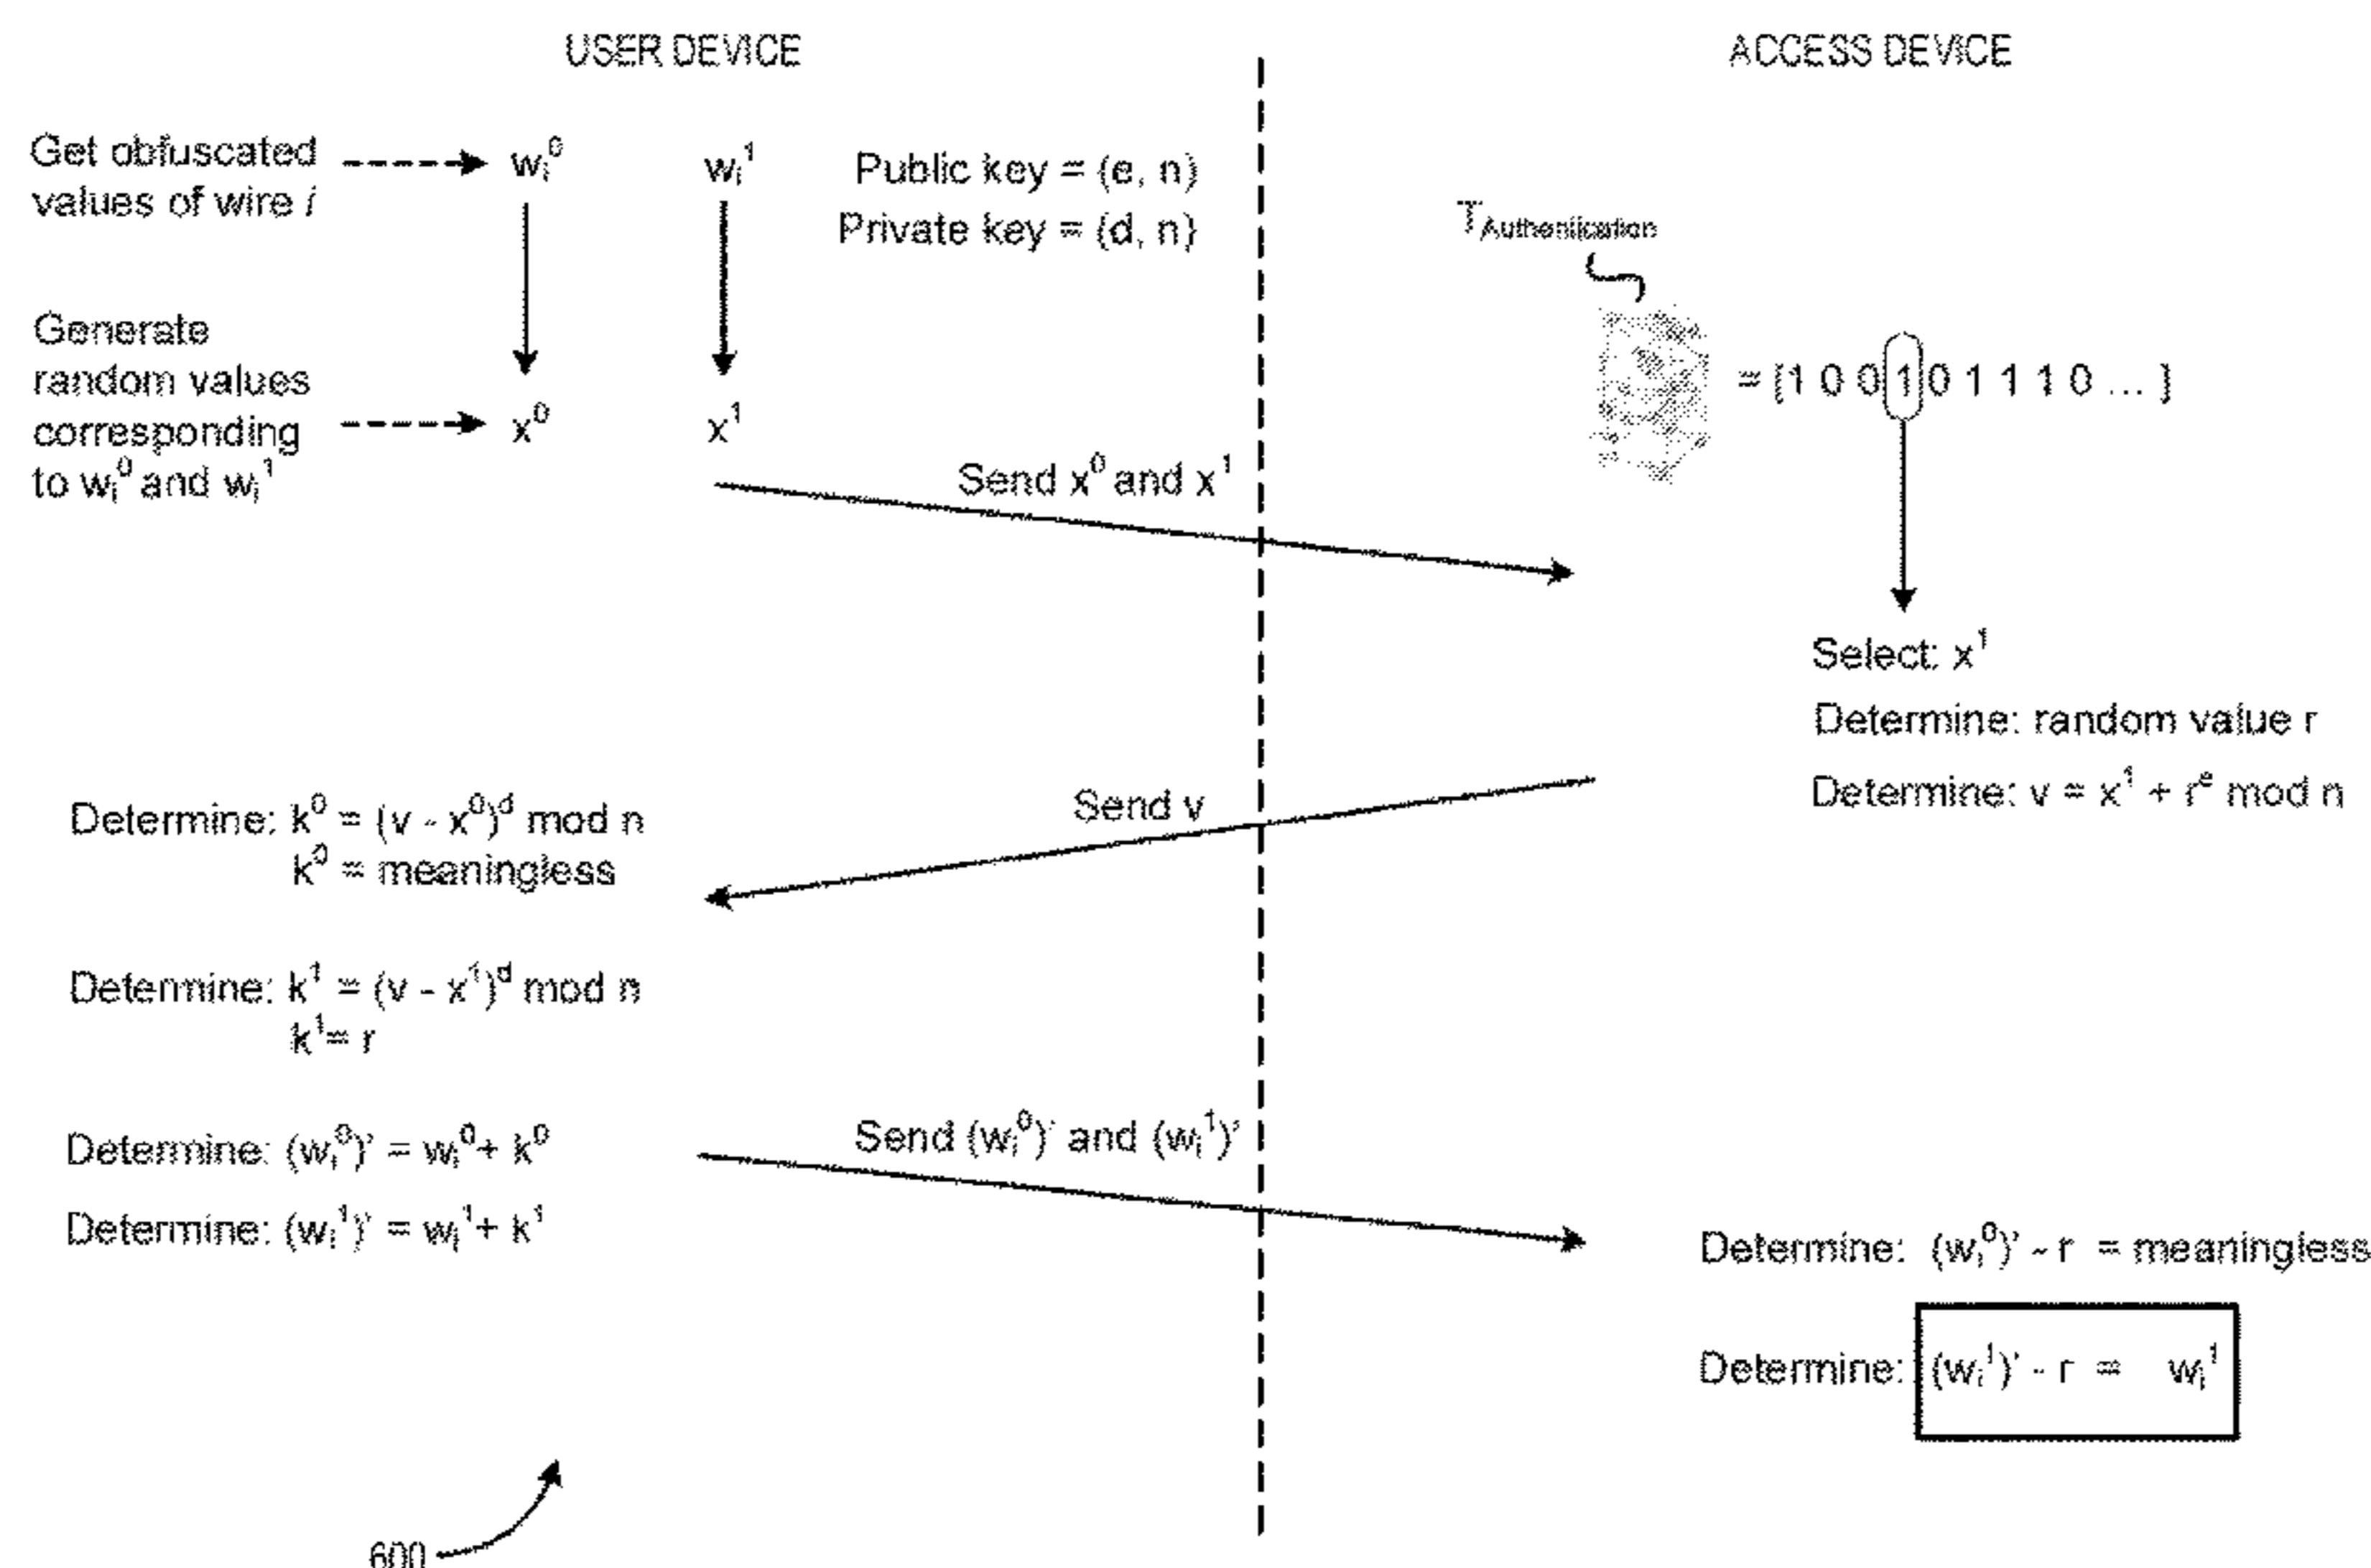 USER DEVICE
ACCESS DEVICE
Get obfuscated
values of wire i
wᵢ⁰
wᵢ¹
Public key = (e, n)
Private key = (d, n)
T_Authentication
Generate
random values
corresponding
to wᵢ⁰ and wᵢ¹
x⁰
x¹
= [1 0 0 1 0 1 1 1 0 ... ]
Send x⁰ and x¹
Select: x¹
Determine: random value r
Determine: v = x¹ + rᵉ mod n
Send v
Determine: k⁰ = (v - x⁰)ᵈ mod n
k⁰ = meaningless
Determine: k¹ = (v - x¹)ᵈ mod n
k¹= r
Determine: (wᵢ⁰)' = wᵢ⁰+ k⁰
Determine: (wᵢ¹)' = wᵢ¹+ k¹
Send (wᵢ⁰)' and (wᵢ¹)'
Determine: (wᵢ⁰)' - r = meaningless
Determine: (wᵢ¹)' - r = wᵢ¹
600